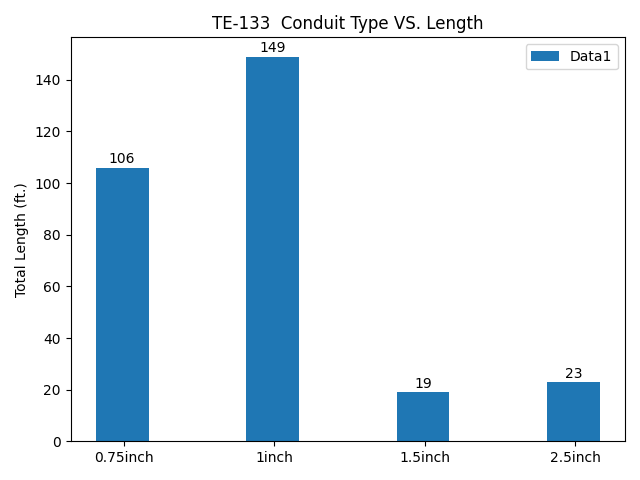 TE-133  Conduit Type VS. Length
Data1
Total Length (ft.)
140
120
100
80
60
40
20
0
106
149
19
23
0.75inch
1inch
1.5inch
2.5inch